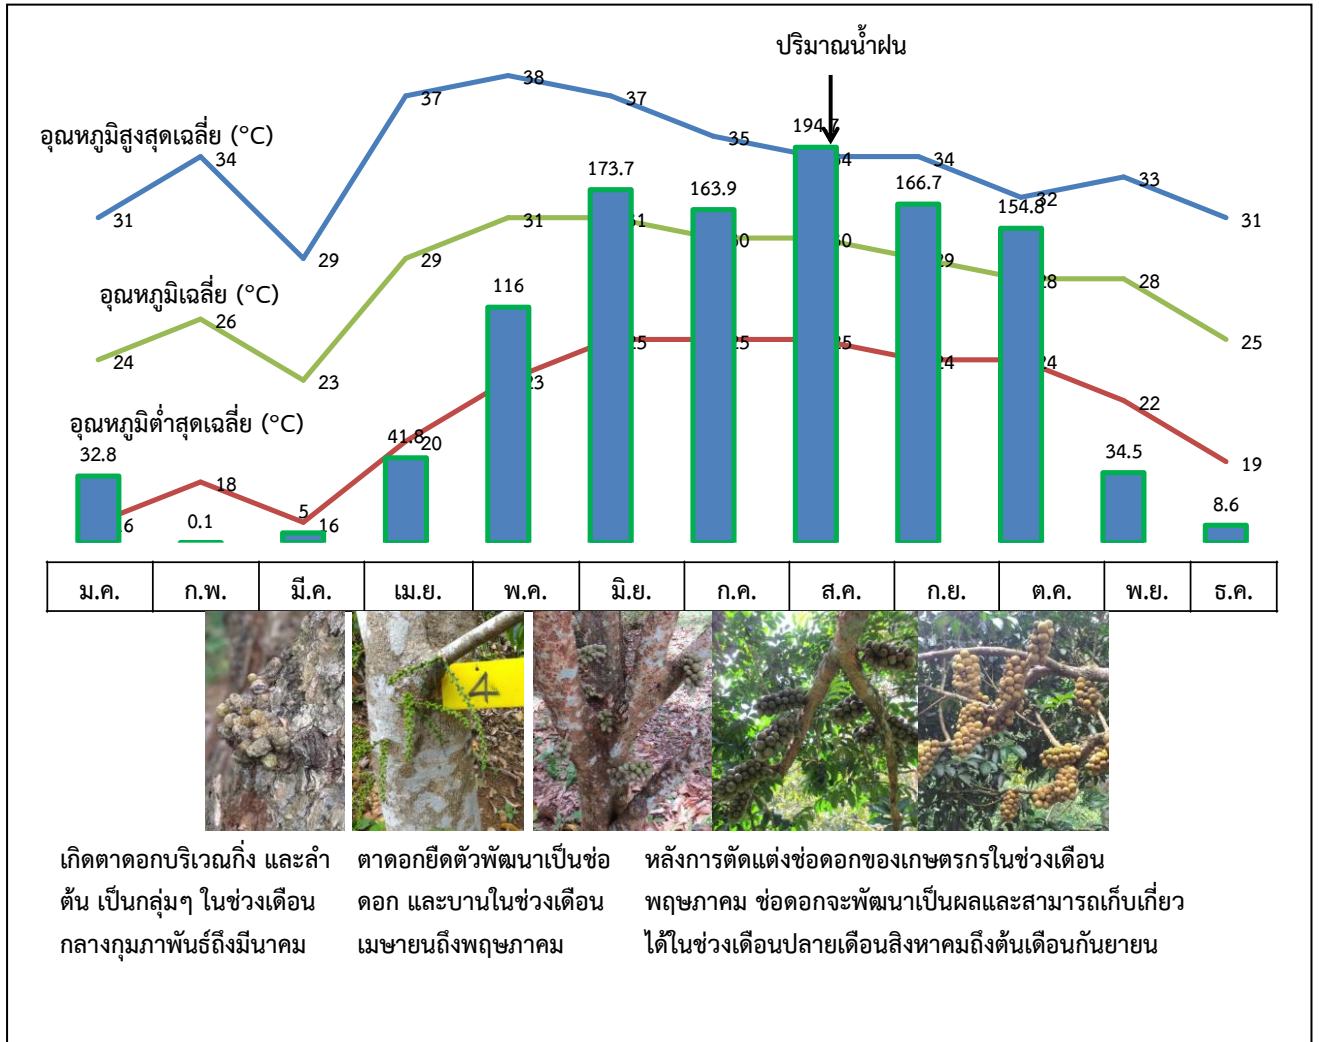 ปริมาณน้ำฝน
อุณหภูมิสูงสุดเฉลี่ย (°C)
31 34 29 37 38 37 35 34 34 32 33 31
อุณหภูมิเฉลี่ย (°C)
24 26 23 29 31 31 30 30 29 28 28 25
อุณหภูมิต่ำสุดเฉลี่ย (°C)
16 18 16 20 23 25 25 25 24 24 22 19
32.8 0.1 5 41.8 116 173.7 163.9 194.7 166.7 154.8 34.5 8.6
ม.ค. ก.พ. มี.ค. เม.ย. พ.ค. มิ.ย. ก.ค. ส.ค. ก.ย. ต.ค. พ.ย. ธ.ค.
4
เกิดตาดอกบริเวณกิ่ง และลำ
ต้น เป็นกลุ่มๆ ในช่วงเดือน
กลางกุมภาพันธ์ถึงมีนาคม
ตาดอกยืดตัวพัฒนาเป็นช่อ
ดอก และบานในช่วงเดือน
เมษายนถึงพฤษภาคม
หลังการตัดแต่งช่อดอกของเกษตรกรในช่วงเดือน
พฤษภาคม ช่อดอกจะพัฒนาเป็นผลและสามารถเก็บเกี่ยว
ได้ในช่วงเดือนปลายเดือนสิงหาคมถึงต้นเดือนกันยายน